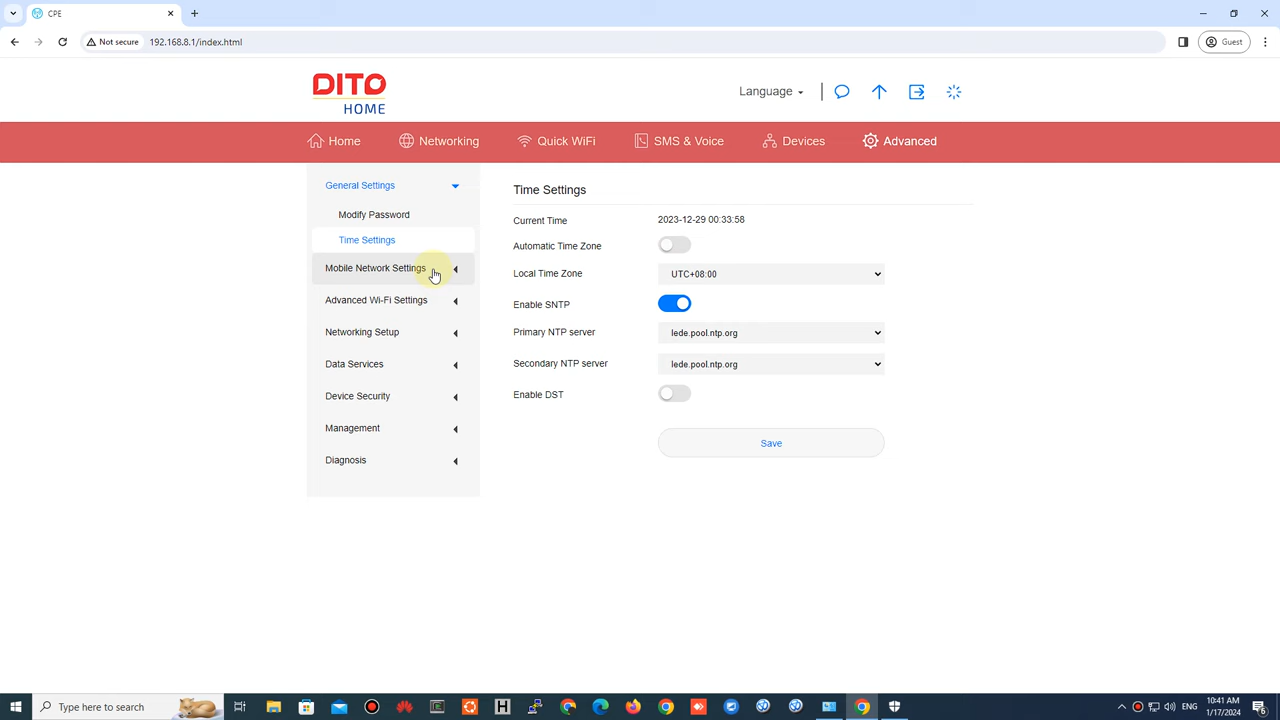 CPE
Not secure
192.168.8.1/index.html
Guest
DITO
HOME
Language
Home
Networking
Quick WiFi
SMS & Voice
Devices
Advanced
General Settings
Modify Password
Time Settings
Mobile Network Settings
Advanced Wi-Fi Settings
Networking Setup
Data Services
Device Security
Management
Diagnosis
Time Settings
Current Time
2023-12-29 00:33:58
Automatic Time Zone
Local Time Zone
UTC+08:00
Enable SNTP
Primary NTP server
lede.pool.ntp.org
Secondary NTP server
lede.pool.ntp.org
Enable DST
Save
Type here to search
ENG
10:41 AM
1/17/2024